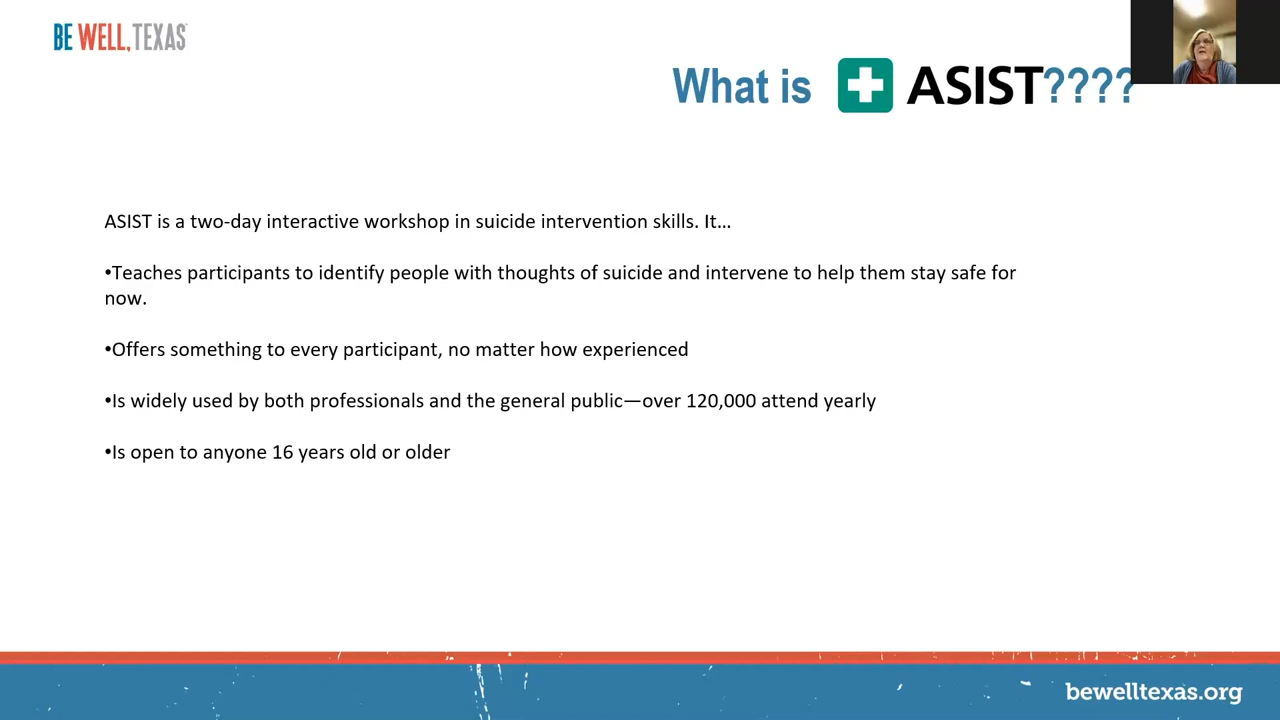 BE WELL, TEXAS
What is ASIST????
ASIST is a two-day interactive workshop in suicide intervention skills. It…
•Teaches participants to identify people with thoughts of suicide and intervene to help them stay safe for
now.
•Offers something to every participant, no matter how experienced
•Is widely used by both professionals and the general public—over 120,000 attend yearly
•Is open to anyone 16 years old or older
bewelltexas.org